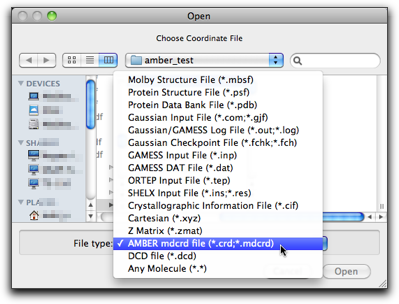 Open
Choose Coordinate File
amber_test
DEVICES
Molby Structure File (*.mbsf)
Protein Structure File (*.psf)
Protein Data Bank File (*.pdb)
Gaussian Input File (*.com;*.gjf)
Gaussian/GAMESS Log File (*.out;*.log)
Gaussian Checkpoint File (*.fchk;*.fch)
GAMESS Input File (*.inp)
GAMESS DAT File (*.dat)
ORTEP Input File (*.tep)
SHELX Input File (*.ins;*.res)
Crystallographic Information File (*.cif)
Cartesian (*.xyz)
Z Matrix (*.zmat)
File type:
✓ AMBER mdcrd file (*.crd;*.mdcrd)
DCD file (*.dcd)
Any Molecule (*.*)
Open